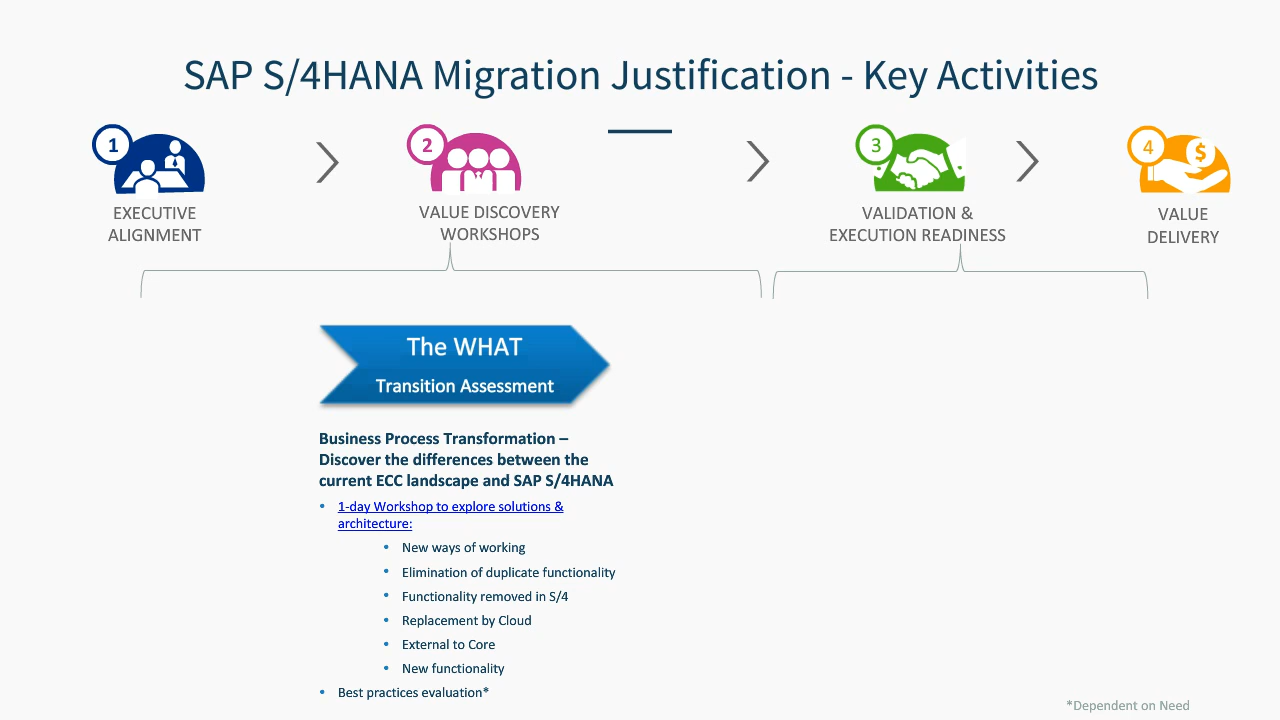 SAP S/4HANA Migration Justification - Key Activities
1
EXECUTIVE
ALIGNMENT
2
VALUE DISCOVERY
WORKSHOPS
3
VALIDATION &
EXECUTION READINESS
4
$
VALUE
DELIVERY
The WHAT
Transition Assessment
Business Process Transformation –
Discover the differences between the
current ECC landscape and SAP S/4HANA
• 1-day Workshop to explore solutions &
architecture:
• New ways of working
• Elimination of duplicate functionality
• Functionality removed in S/4
• Replacement by Cloud
• External to Core
• New functionality
• Best practices evaluation*
*Dependent on Need